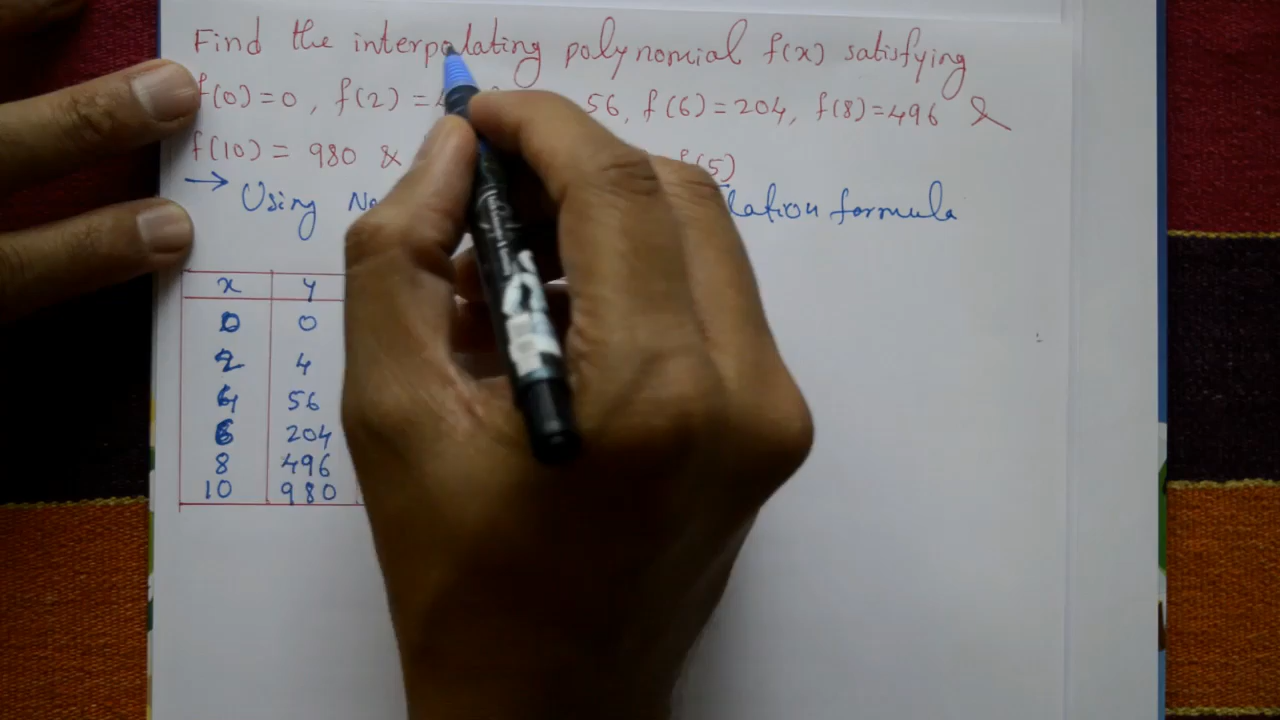 Find the interpolating polynomial f(x) satisfying
f(0)=0, f(2)=4 56, f(6)=204, f(8)=496 &
f(10) = 980 & f(5)
→ Using lation formula
x y
0 0
2 4
4 56
6 204
8 496
10 980